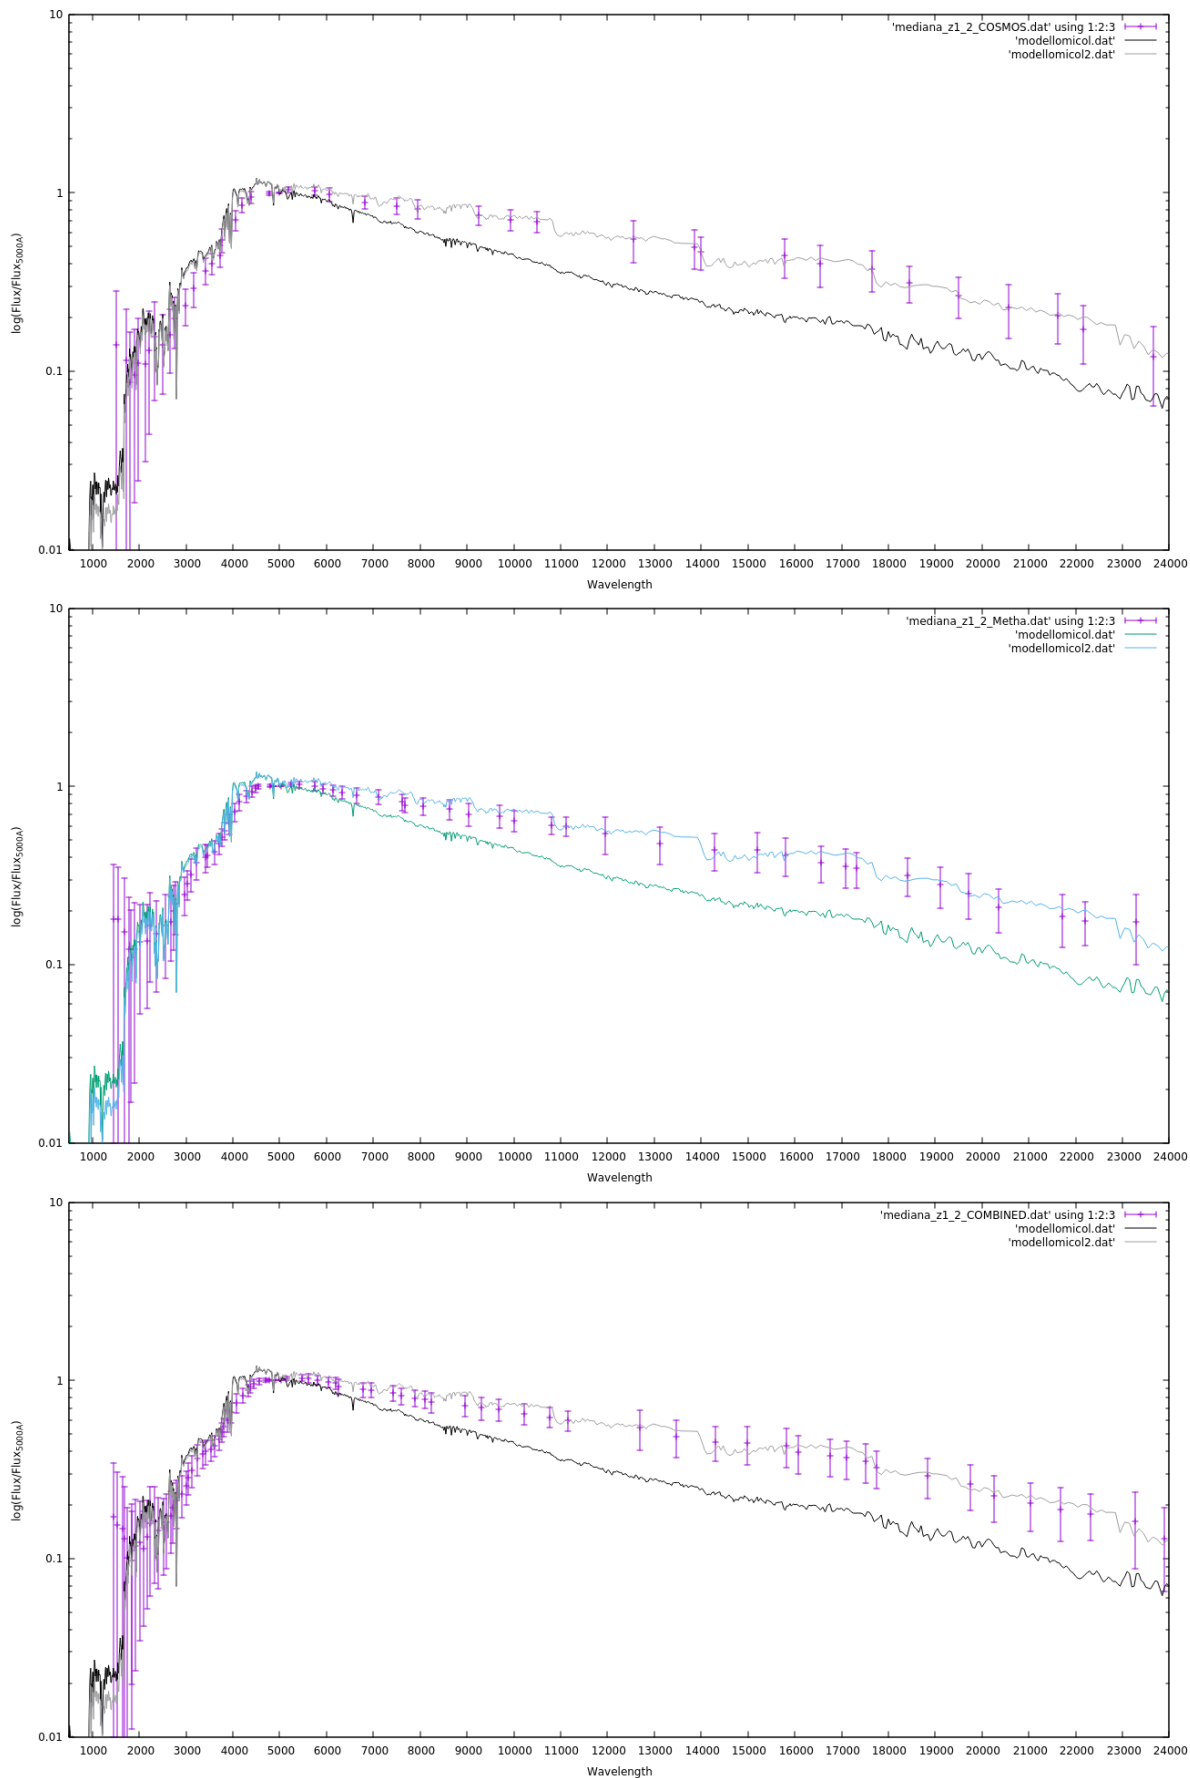 10
1
0.1
0.01
log(Flux/Flux5000A)
'mediana_z1_2_COSMOS.dat' using 1:2:3
'modellomicol.dat'
'modellomicol2.dat'
1000 2000 3000 4000 5000 6000 7000 8000 9000 10000 11000 12000 13000 14000 15000 16000 17000 18000 19000 20000 21000 22000 23000 24000
Wavelength
10
1
0.1
0.01
log(Flux/Flux5000A)
'mediana_z1_2_Metha.dat' using 1:2:3
'modellomicol.dat'
'modellomicol2.dat'
1000 2000 3000 4000 5000 6000 7000 8000 9000 10000 11000 12000 13000 14000 15000 16000 17000 18000 19000 20000 21000 22000 23000 24000
Wavelength
10
1
0.1
0.01
log(Flux/Flux5000A)
'mediana_z1_2_COMBINED.dat' using 1:2:3
'modellomicol.dat'
'modellomicol2.dat'
1000 2000 3000 4000 5000 6000 7000 8000 9000 10000 11000 12000 13000 14000 15000 16000 17000 18000 19000 20000 21000 22000 23000 24000
Wavelength